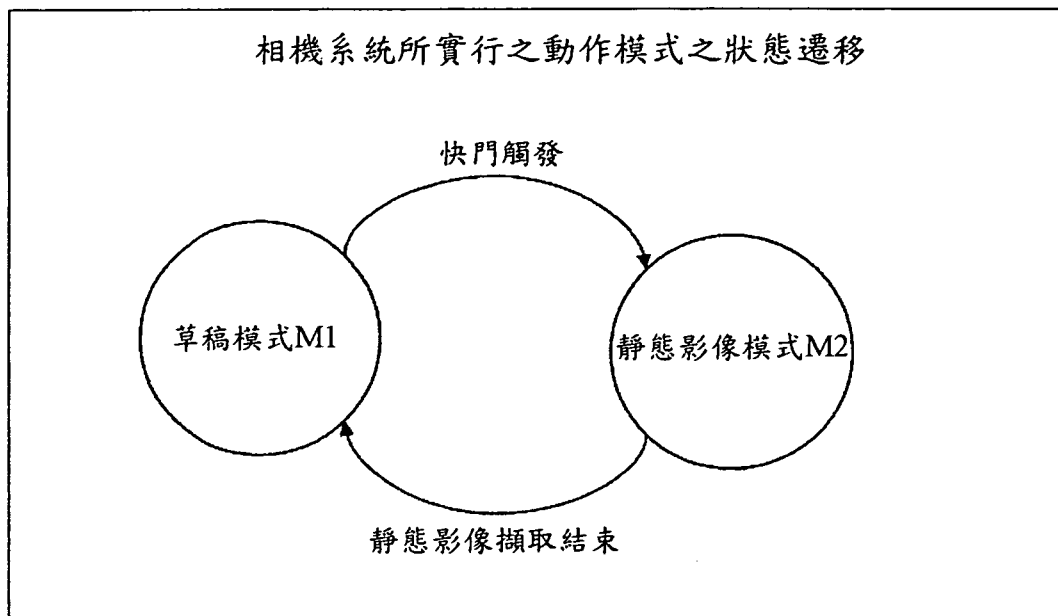 相機系統所實行之動作模式之狀態遷移
快門觸發
草稿模式M1
靜態影像模式M2
靜態影像擷取結束